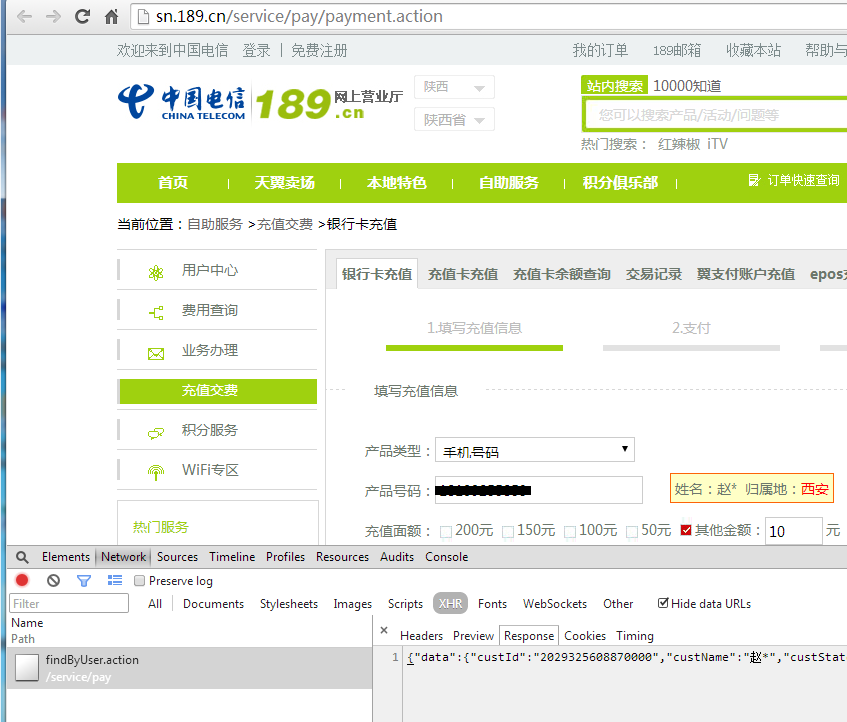 sn.189.cn/service/pay/payment.action
欢迎来到中国电信 登录 | 免费注册 我的订单 189邮箱 收藏本站 帮助与
中国电信 CHINA TELECOM 189.cn 网上营业厅
陕西
陕西省
站内搜索 10000知道
您可以搜索产品/活动/问题等
热门搜索： 红辣椒 iTV
首页 | 天翼卖场 | 本地特色 | 自助服务 | 积分俱乐部 | 订单快速查询
当前位置：自助服务 >充值交费 >银行卡充值
用户中心
费用查询
业务办理
充值交费
积分服务
WiFi专区
热门服务
银行卡充值 充值卡充值 充值卡余额查询 交易记录 翼支付账户充值 epos充
1.填写充值信息 2.支付
填写充值信息
产品类型： 手机号码
产品号码：
姓名：赵* 归属地：西安
充值面额： 200元 150元 100元 50元 其他金额： 10 元
Elements Network Sources Timeline Profiles Resources Audits Console
Preserve log
Filter All Documents Stylesheets Images Scripts XHR Fonts WebSockets Other Hide data URLs
Name
Path
findByUser.action
/service/pay
× Headers Preview Response Cookies Timing
1 {"data":{"custId":"2029325608870000","custName":"赵*","custState